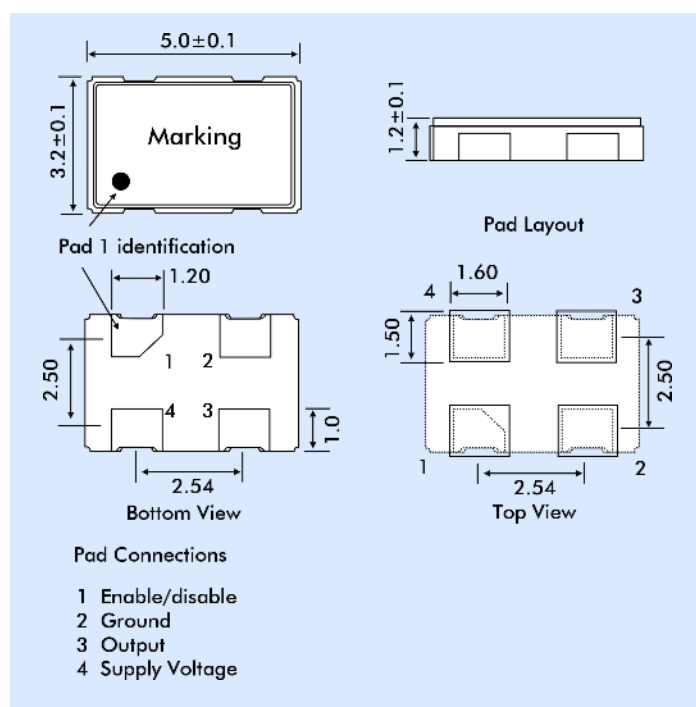 5.0±0.1
3.2±0.1
Marking
1.2±0.1
Pad Layout
Pad 1 identification
1.20
1 2
4 3
2.50
1.0
2.54
Bottom View
4 1.60 3
1.50
2.50
1 2
2.54
Top View
Pad Connections
1 Enable/disable
2 Ground
3 Output
4 Supply Voltage